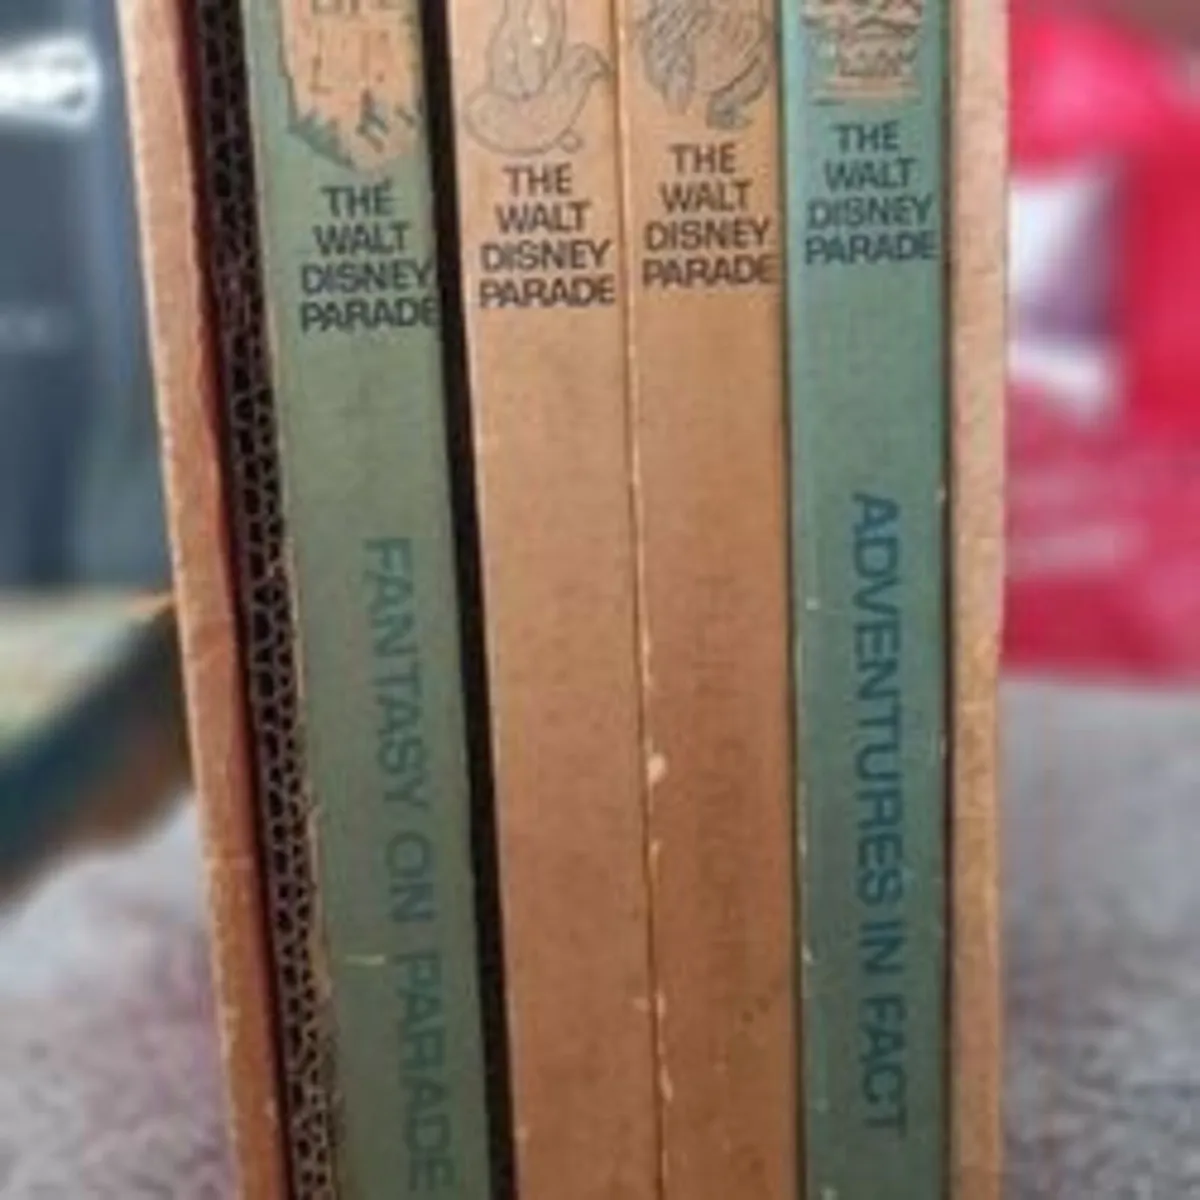 THE
WALT
DISNEY
PARADE
FANTASY ON PARADE
THE
WALT
DISNEY
PARADE
THE
WALT
DISNEY
PARADE
THE
WALT
DISNEY
PARADE
ADVENTURES IN FACT